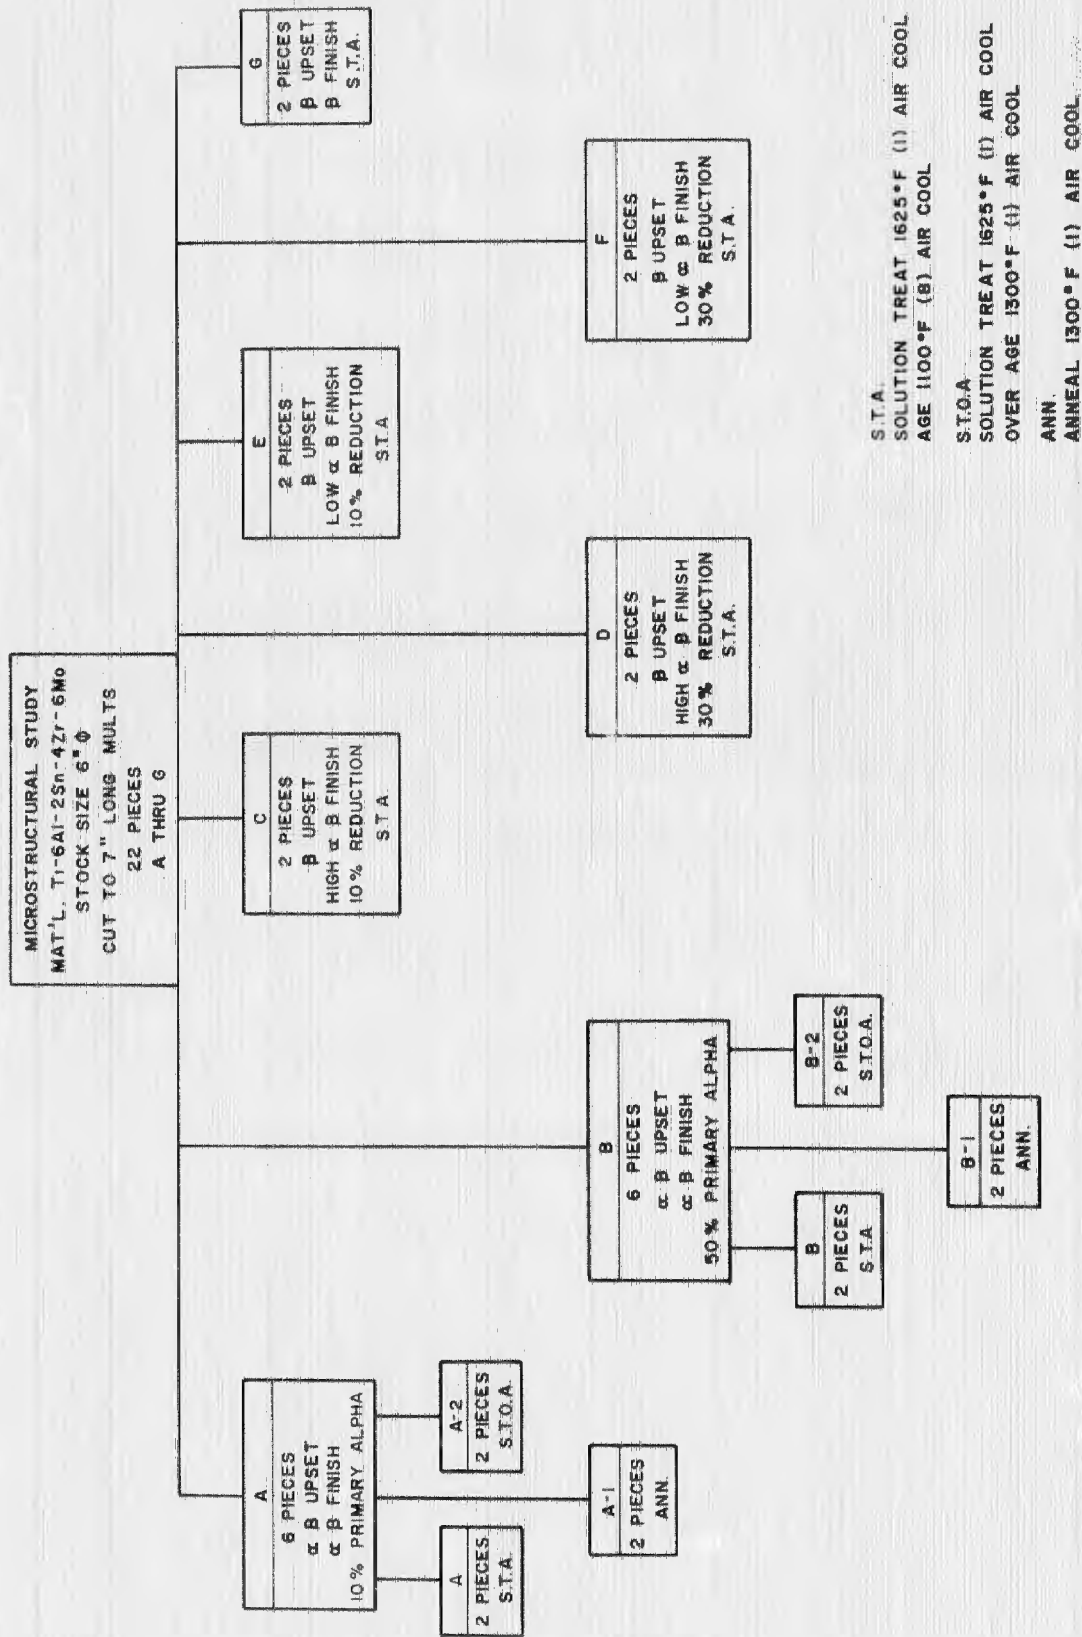 MICROSTRUCTURAL STUDY
MAT'L. Ti-6Al-2Sn-4Zr-6Mo
STOCK SIZE 6" Φ
CUT TO 7" LONG MULTS
22 PIECES
A THRU G
A
6 PIECES
α β UPSET
α β FINISH
10% PRIMARY ALPHA
A
2 PIECES
S.T.A.
A-1
2 PIECES
ANN.
A-2
2 PIECES
S.T.O.A.
B
6 PIECES
α β UPSET
α β FINISH
50% PRIMARY ALPHA
B
2 PIECES
S.T.A
B-1
2 PIECES
ANN.
B-2
2 PIECES
S.T.O.A.
C
2 PIECES
β UPSET
HIGH α β FINISH
10% REDUCTION
S.T.A.
D
2 PIECES
β UPSET
HIGH α β FINISH
30% REDUCTION
S.T.A.
E
2 PIECES
β UPSET
LOW α β FINISH
10% REDUCTION
S.T.A
F
2 PIECES
β UPSET
LOW α β FINISH
30% REDUCTION
S.T.A.
G
2 PIECES
β UPSET
β FINISH
S.T.A.
S.T.A.
SOLUTION TREAT 1625°F (1) AIR COOL
AGE 1100°F (8) AIR COOL
S.T.O.A
SOLUTION TREAT 1625°F (1) AIR COOL
OVER AGE 1300°F (1) AIR COOL
ANN.
ANNEAL 1300°F (1) AIR COOL